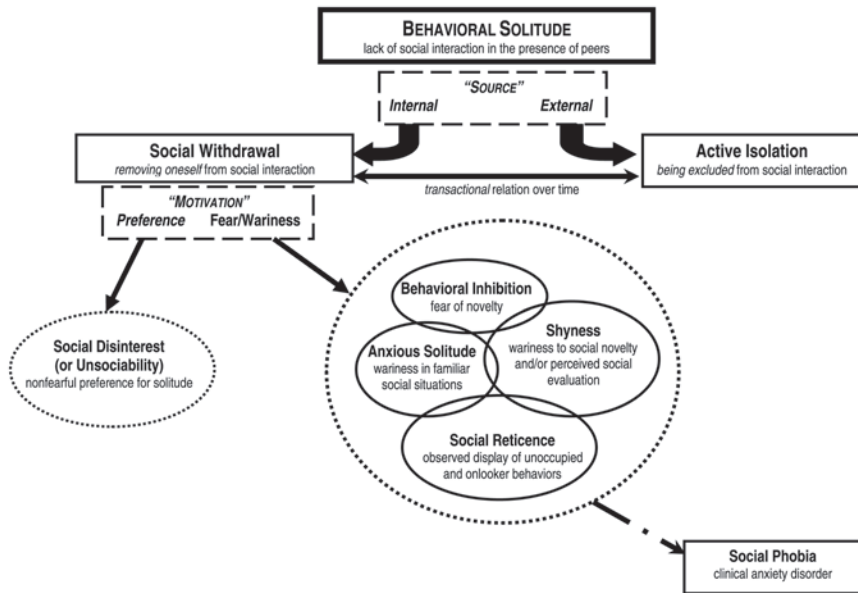 BEHAVIORAL SOLITUDE
lack of social interaction in the presence of peers
“SOURCE”
Internal External
Social Withdrawal
removing oneself from social interaction
Active Isolation
being excluded from social interaction
transactional relation over time
“MOTIVATION”
Preference Fear/Wariness
Behavioral Inhibition
fear of novelty
Shyness
wariness to social novelty
and/or perceived social
evaluation
Anxious Solitude
wariness in familiar
social situations
Social Disinterest
(or Unsociability)
nonfearful preference for solitude
Social Reticence
observed display of unoccupied
and onlooker behaviors
Social Phobia
clinical anxiety disorder